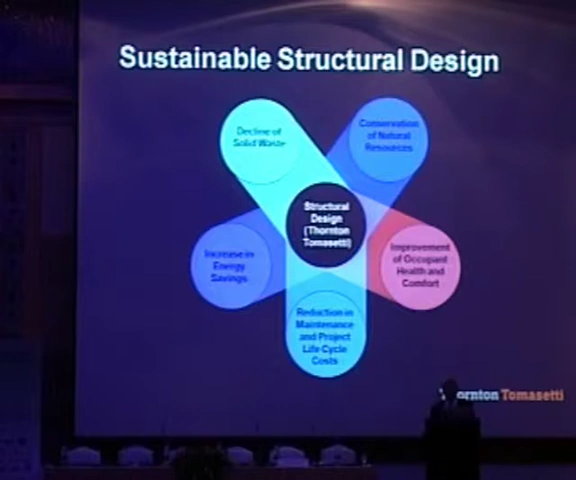 Sustainable Structural Design
Decline of
Solid Waste
Conservation
of Natural
Resources
Structural
Design
(Thornton
Tomasetti)
Increase in
Energy
Savings
Improvement
of Occupant
Health and
Comfort
Reduction in
Maintenance
and Project
Life Cycle
Costs
ornton Tomasetti